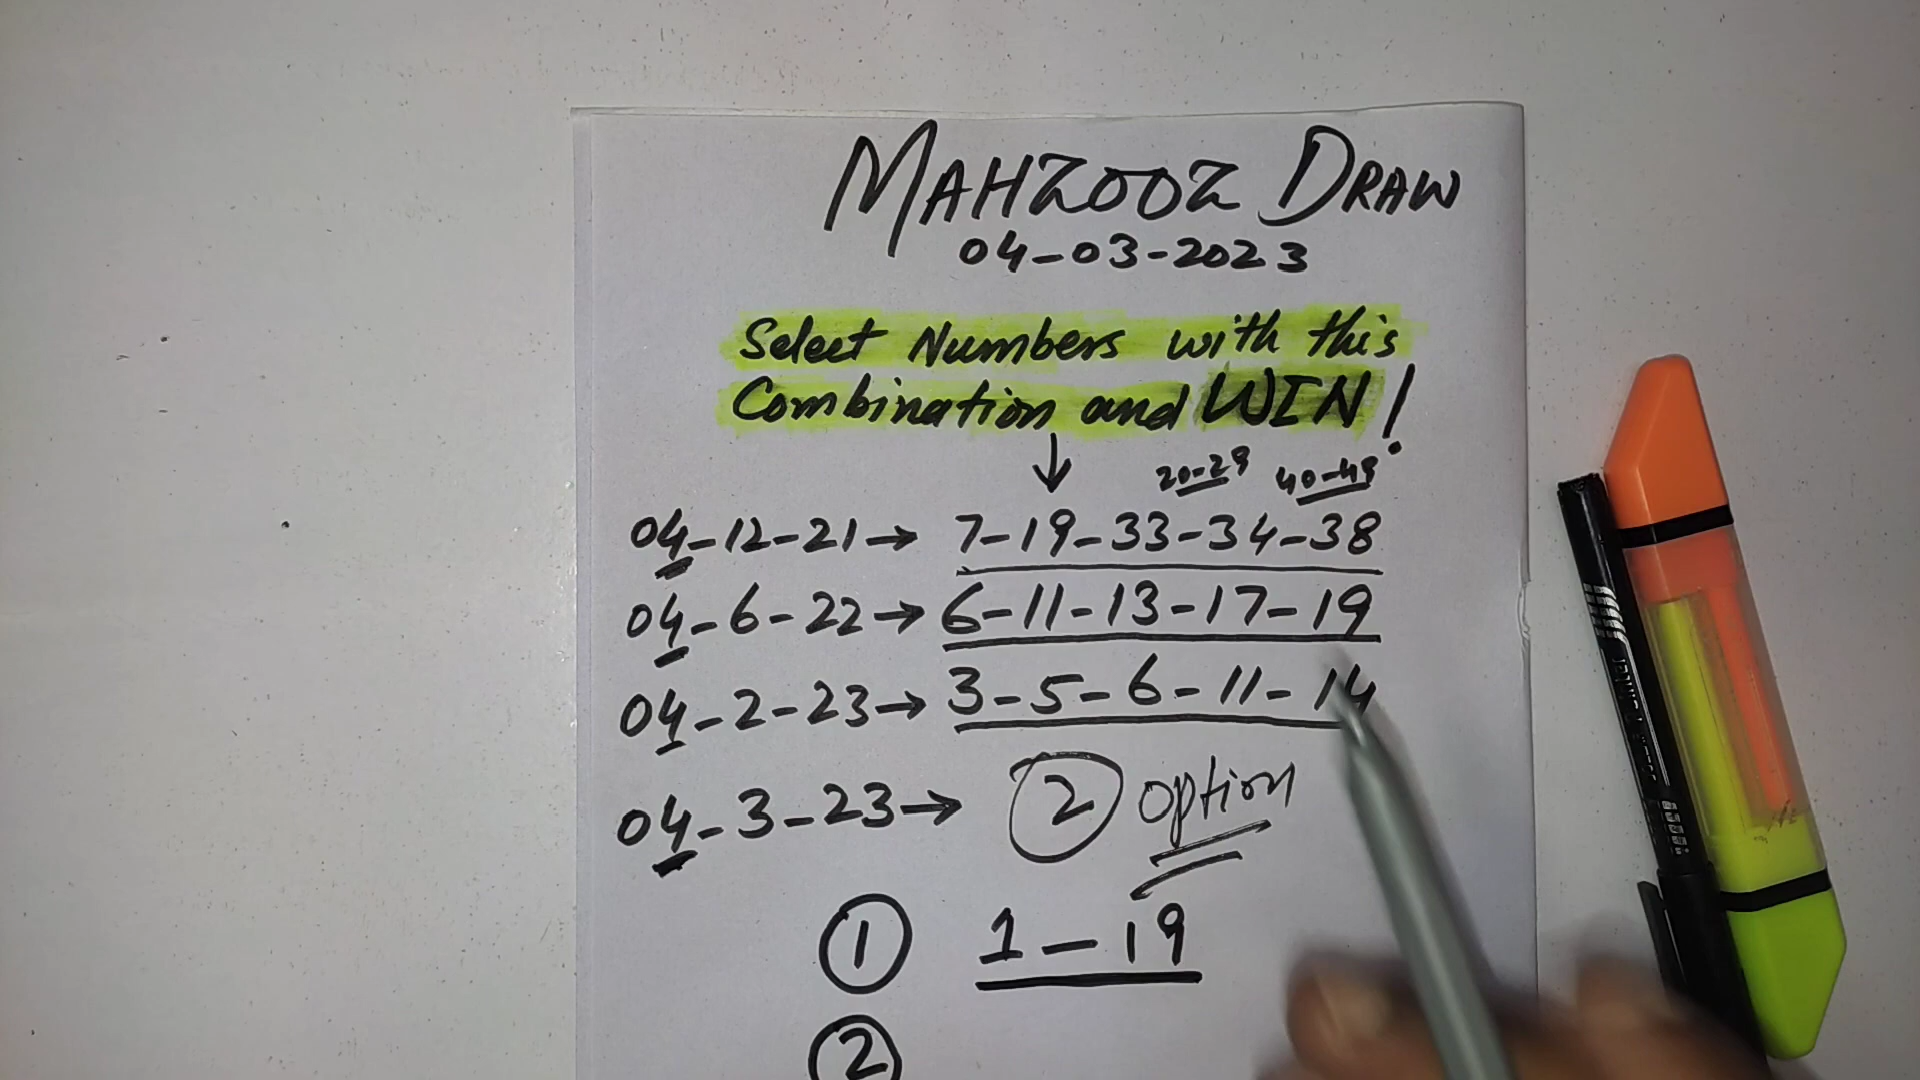 MAHZOOZ DRAW
04-03-2023
Select Numbers with this
Combination and WIN!
20-29 40-49
04-12-21→ 7-19-33-34-38
04-6-22→ 6-11-13-17-19
04-2-23→ 3-5-6-11-14
04-3-23→ 2 option
1 1-19
2